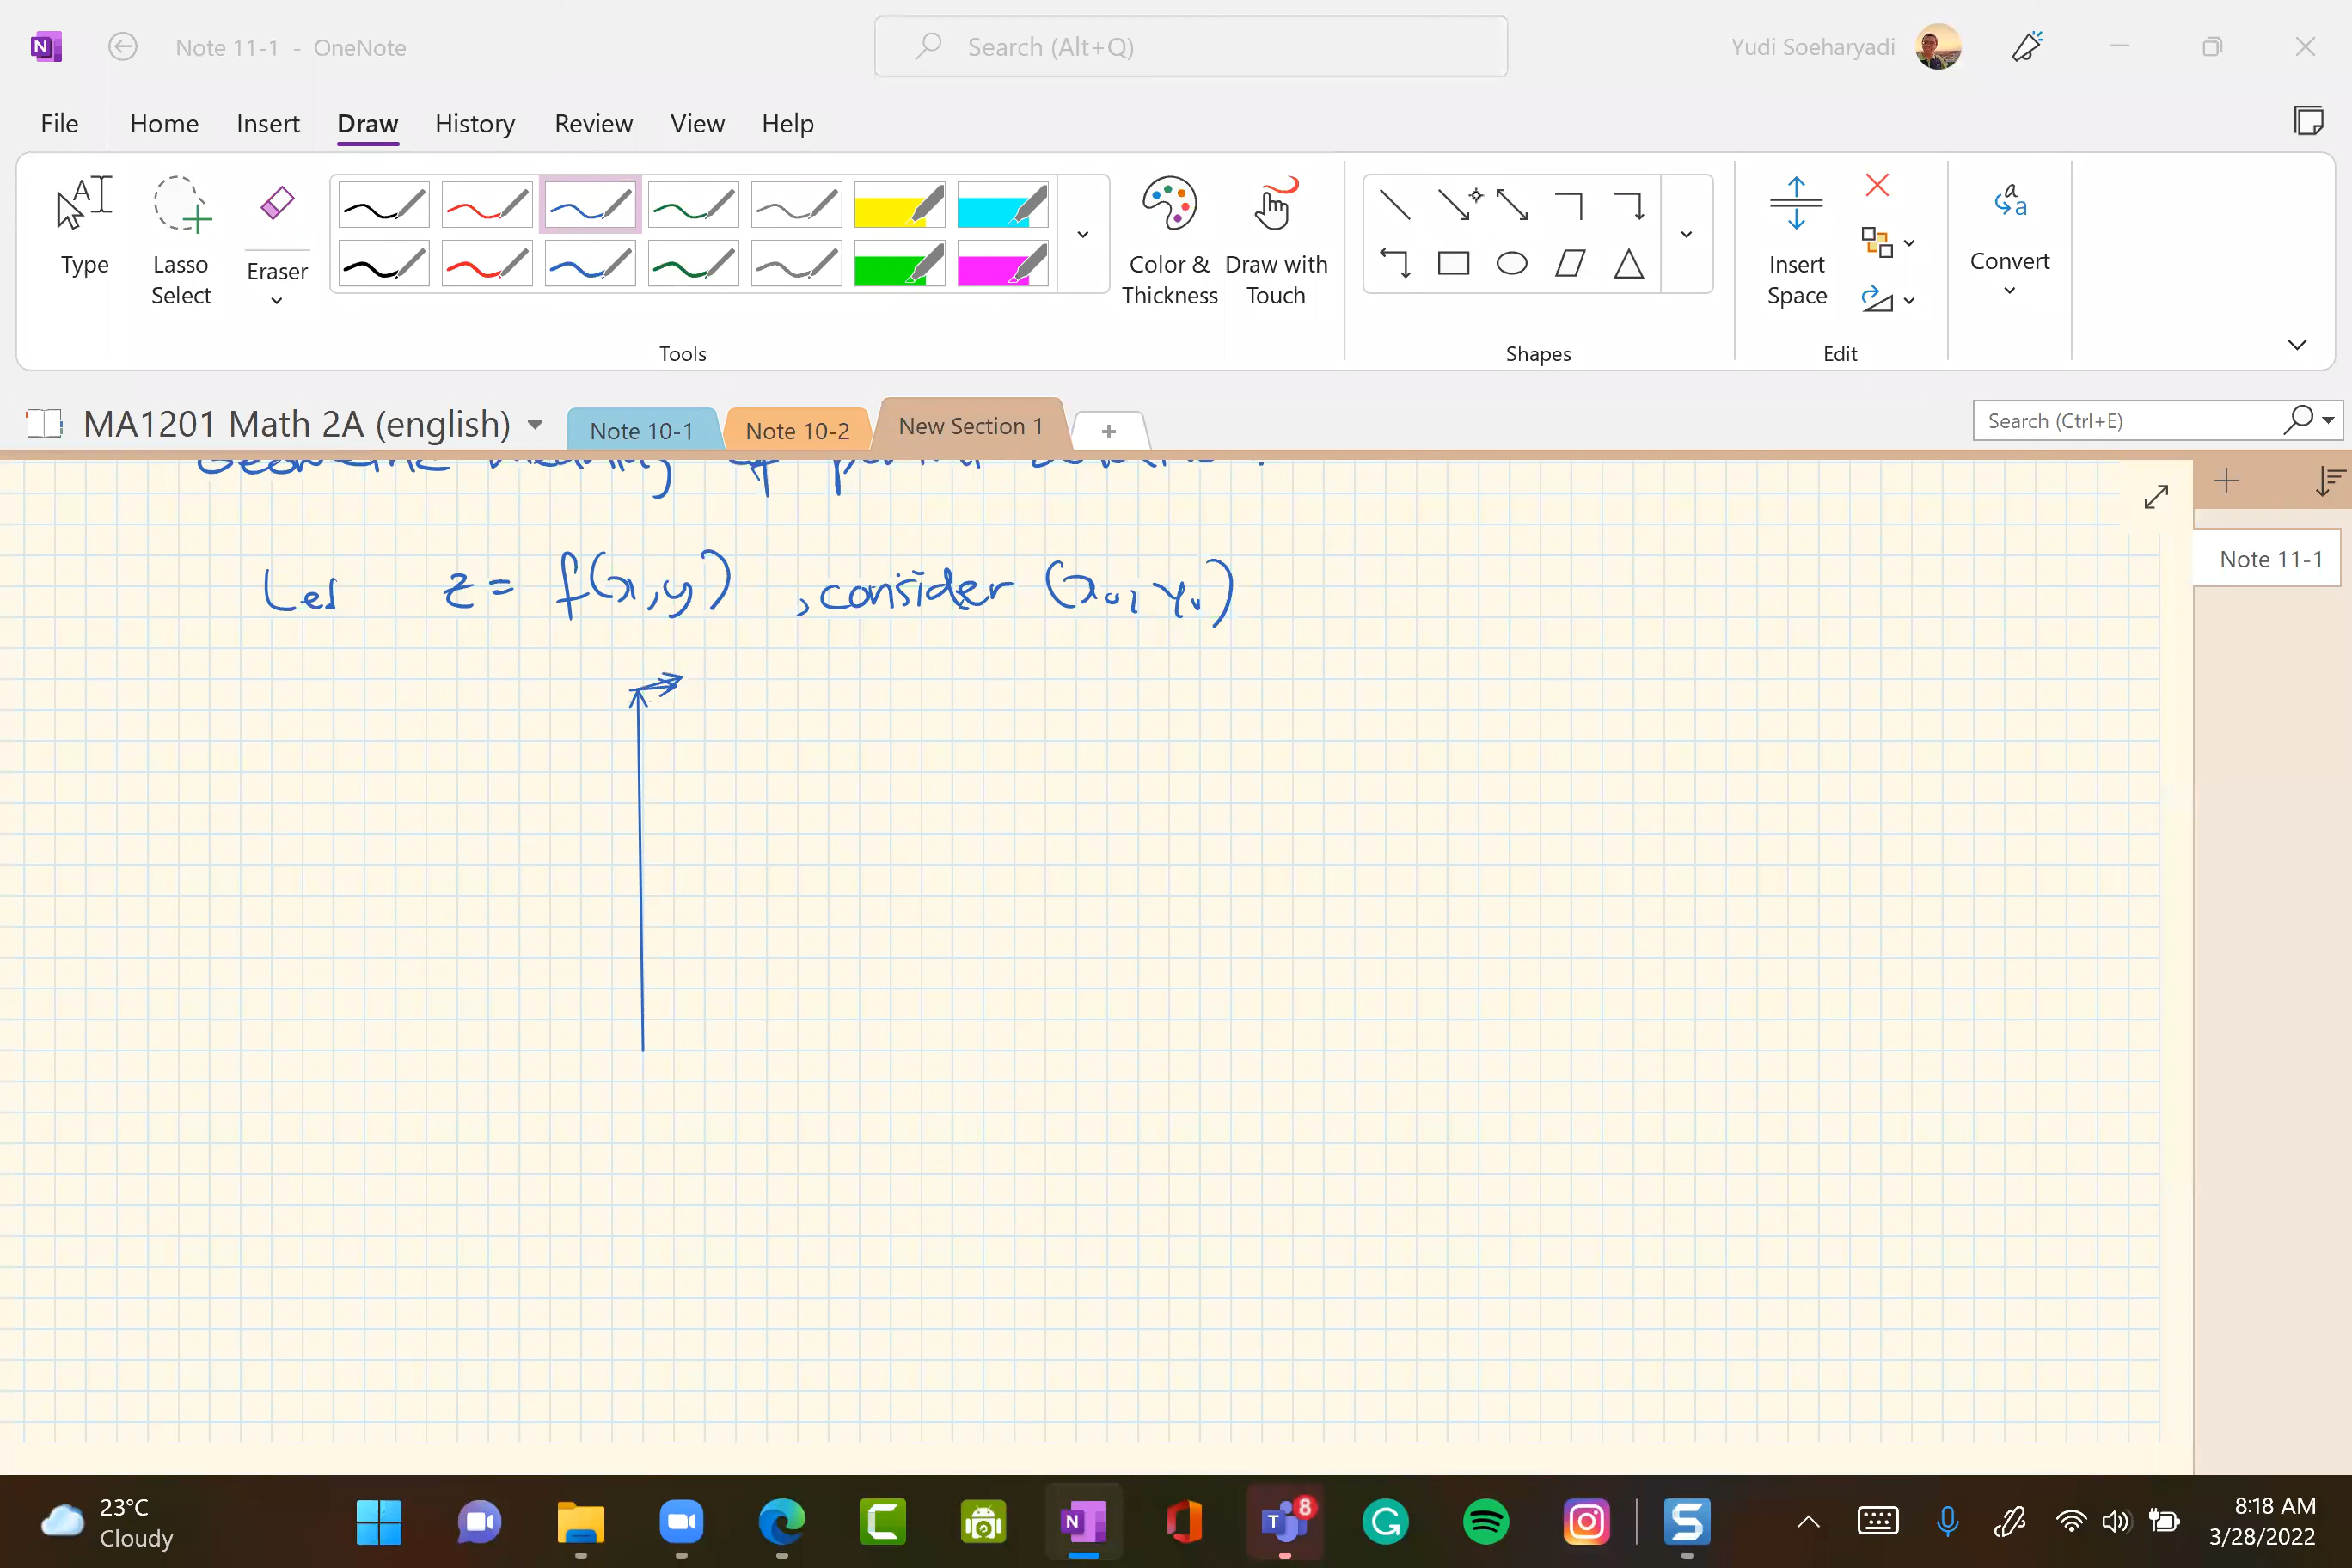 Note 11-1 - OneNote
Search (Alt+Q)
Yudi Soeharyadi
File Home Insert Draw History Review View Help
Type
Lasso Select
Eraser
Color & Thickness
Draw with Touch
Insert Space
Convert
Tools
Shapes
Edit
MA1201 Math 2A (english)
Note 10-1
Note 10-2
New Section 1
Search (Ctrl+E)
Note 11-1
meaning of
Let z = f(x,y) , consider (x₀, y₀)
23°C
Cloudy
8
8:18 AM
3/28/2022